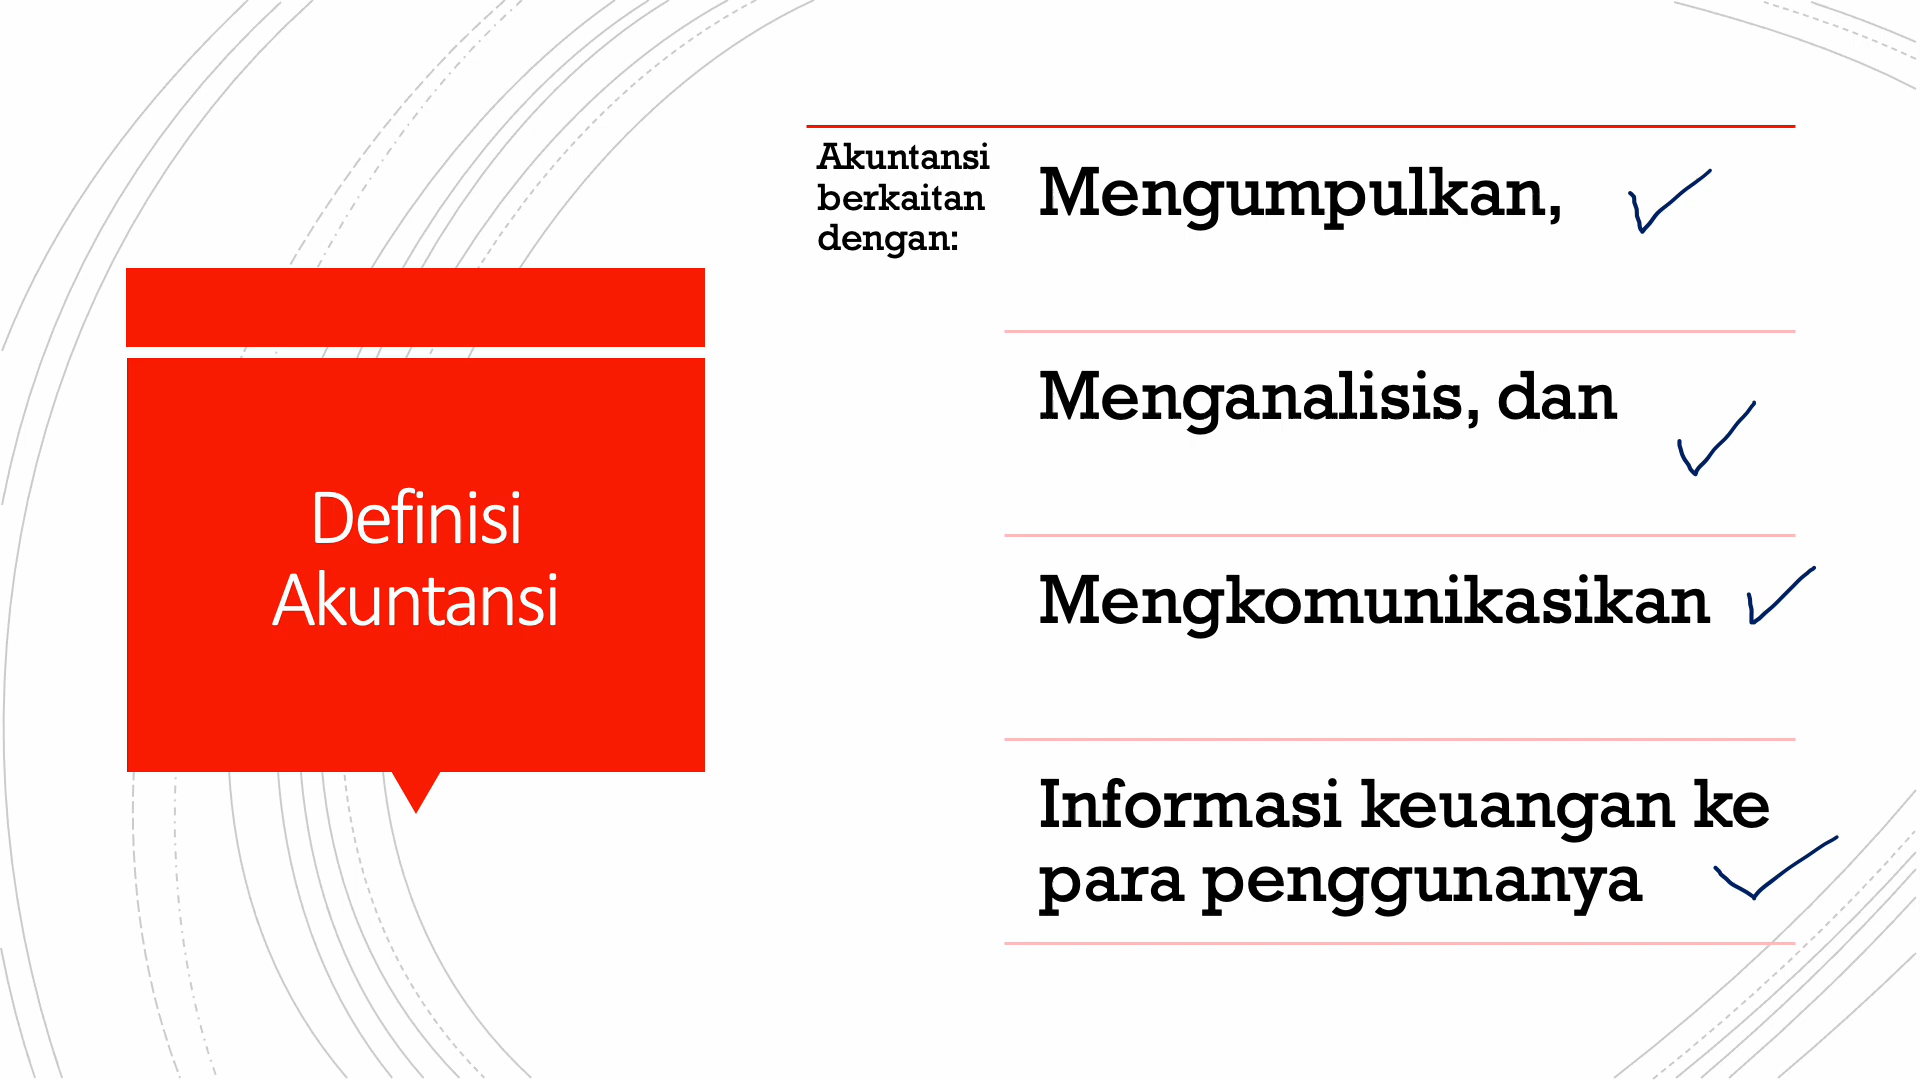 Definisi
Akuntansi
Akuntansi
berkaitan
dengan:
Mengumpulkan,
Menganalisis, dan
Mengkomunikasikan
Informasi keuangan ke
para penggunanya